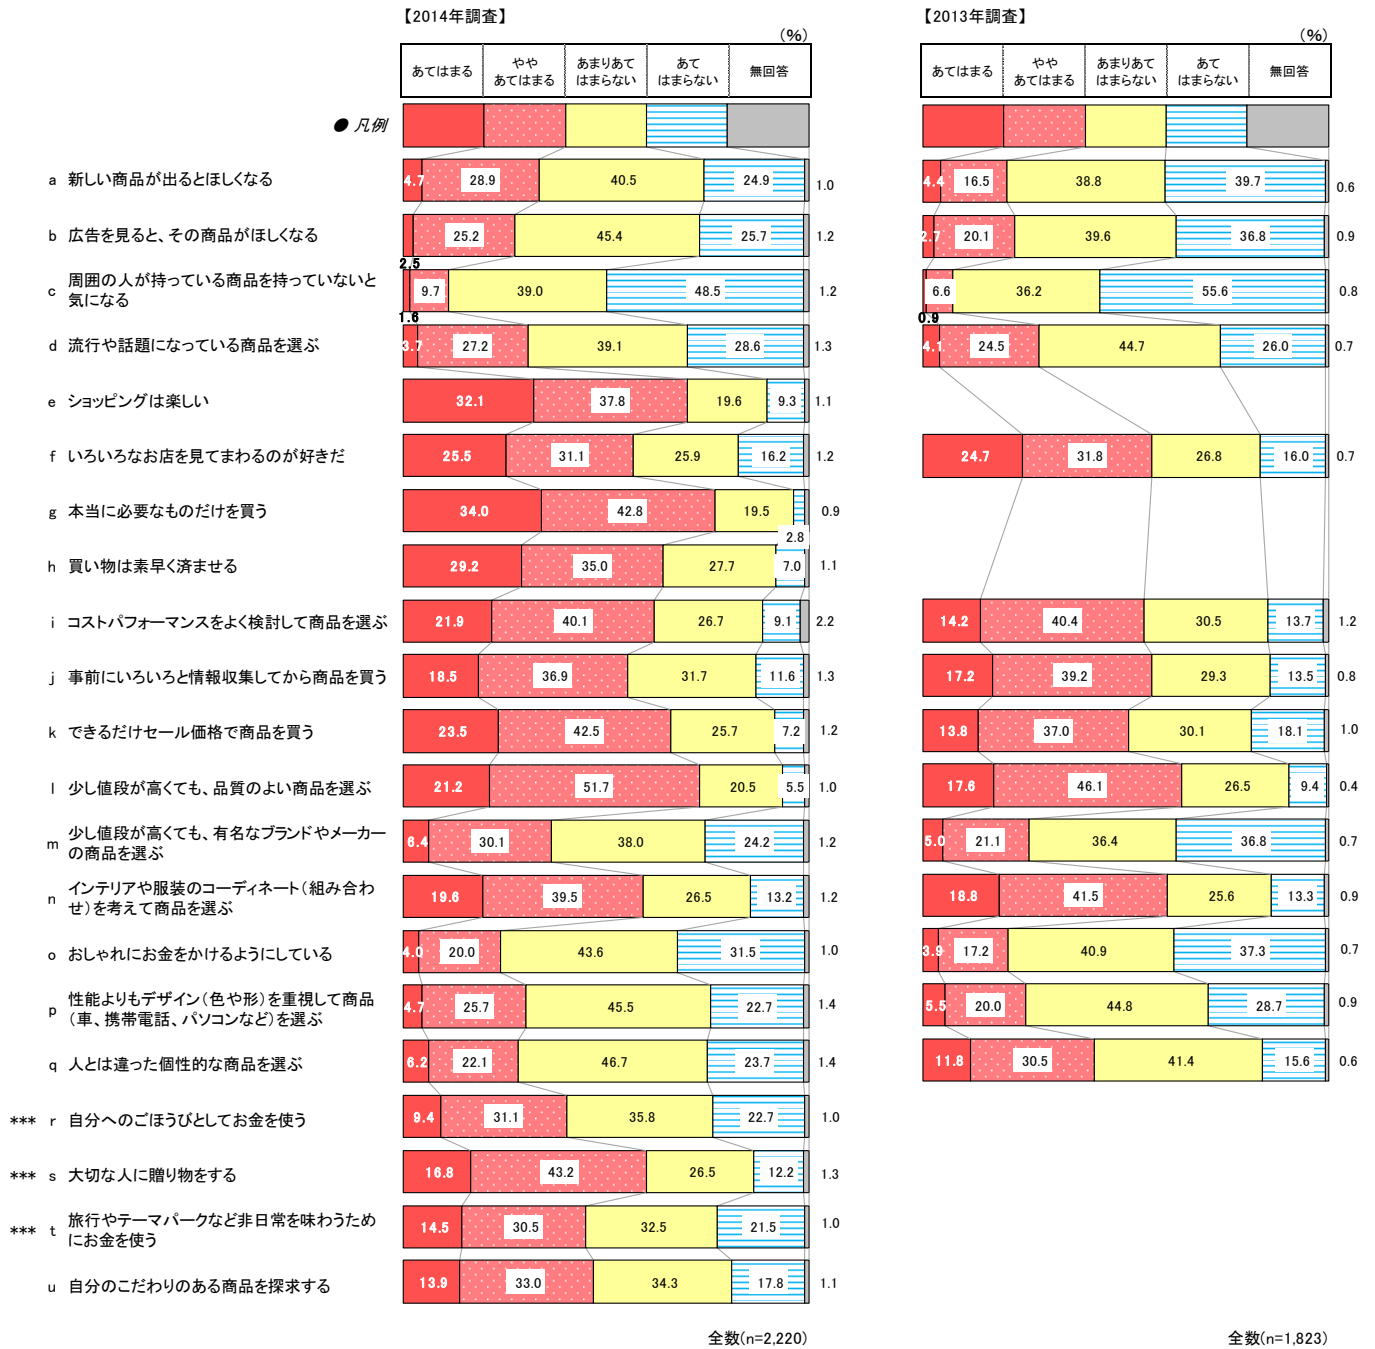 【2014年調査】 【2013年調査】
(%) (%)
あてはまる やや あてはまる あまりあて はまらない あて はまらない 無回答 あてはまる やや あてはまる あまりあて はまらない あて はまらない 無回答
● 凡例
a 新しい商品が出るとほしくなる 4.7 28.9 40.5 24.9 1.0 4.4 16.5 38.8 39.7 0.6
b 広告を見ると、その商品がほしくなる 2.5 25.2 45.4 25.7 1.2 2.7 20.1 39.6 36.8 0.9
c 周囲の人が持っている商品を持っていないと
気になる 1.6 9.7 39.0 48.5 1.2 0.9 6.6 36.2 55.6 0.8
d 流行や話題になっている商品を選ぶ 3.7 27.2 39.1 28.6 1.3 4.1 24.5 44.7 26.0 0.7
e ショッピングは楽しい 32.1 37.8 19.6 9.3 1.1
f いろいろなお店を見てまわるのが好きだ 25.5 31.1 25.9 16.2 1.2 24.7 31.8 26.8 16.0 0.7
g 本当に必要なものだけを買う 34.0 42.8 19.5 2.8 0.9
h 買い物は素早く済ませる 29.2 35.0 27.7 7.0 1.1
i コストパフォーマンスをよく検討して商品を選ぶ 21.9 40.1 26.7 9.1 2.2 14.2 40.4 30.5 13.7 1.2
j 事前にいろいろと情報収集してから商品を買う 18.5 36.9 31.7 11.6 1.3 17.2 39.2 29.3 13.5 0.8
k できるだけセール価格で商品を買う 23.5 42.5 25.7 7.2 1.2 13.8 37.0 30.1 18.1 1.0
l 少し値段が高くても、品質のよい商品を選ぶ 21.2 51.7 20.5 5.5 1.0 17.6 46.1 26.5 9.4 0.4
m 少し値段が高くても、有名なブランドやメーカー
の商品を選ぶ 6.4 30.1 38.0 24.2 1.2 5.0 21.1 36.4 36.8 0.7
n インテリアや服装のコーディネート(組み合わ
せ)を考えて商品を選ぶ 19.6 39.5 26.5 13.2 1.2 18.8 41.5 25.6 13.3 0.9
o おしゃれにお金をかけるようにしている 4.0 20.0 43.6 31.5 1.0 3.9 17.2 40.9 37.3 0.7
p 性能よりもデザイン(色や形)を重視して商品
(車、携帯電話、パソコンなど)を選ぶ 4.7 25.7 45.5 22.7 1.4 5.5 20.0 44.8 28.7 0.9
q 人とは違った個性的な商品を選ぶ 6.2 22.1 46.7 23.7 1.4 11.8 30.5 41.4 15.6 0.6
*** r 自分へのごほうびとしてお金を使う 9.4 31.1 35.8 22.7 1.0
*** s 大切な人に贈り物をする 16.8 43.2 26.5 12.2 1.3
*** t 旅行やテーマパークなど非日常を味わうため
にお金を使う 14.5 30.5 32.5 21.5 1.0
u 自分のこだわりのある商品を探求する 13.9 33.0 34.3 17.8 1.1
全数(n=2,220) 全数(n=1,823)